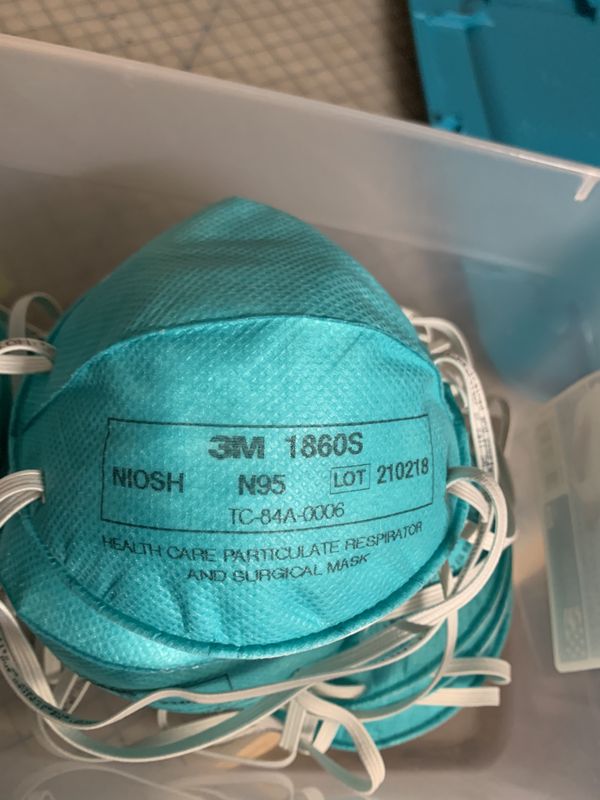 3M 1860S
NIOSH N95 LOT 210218
TC-84A-0006
HEALTH CARE PARTICULATE RESPIRATOR
AND SURGICAL MASK